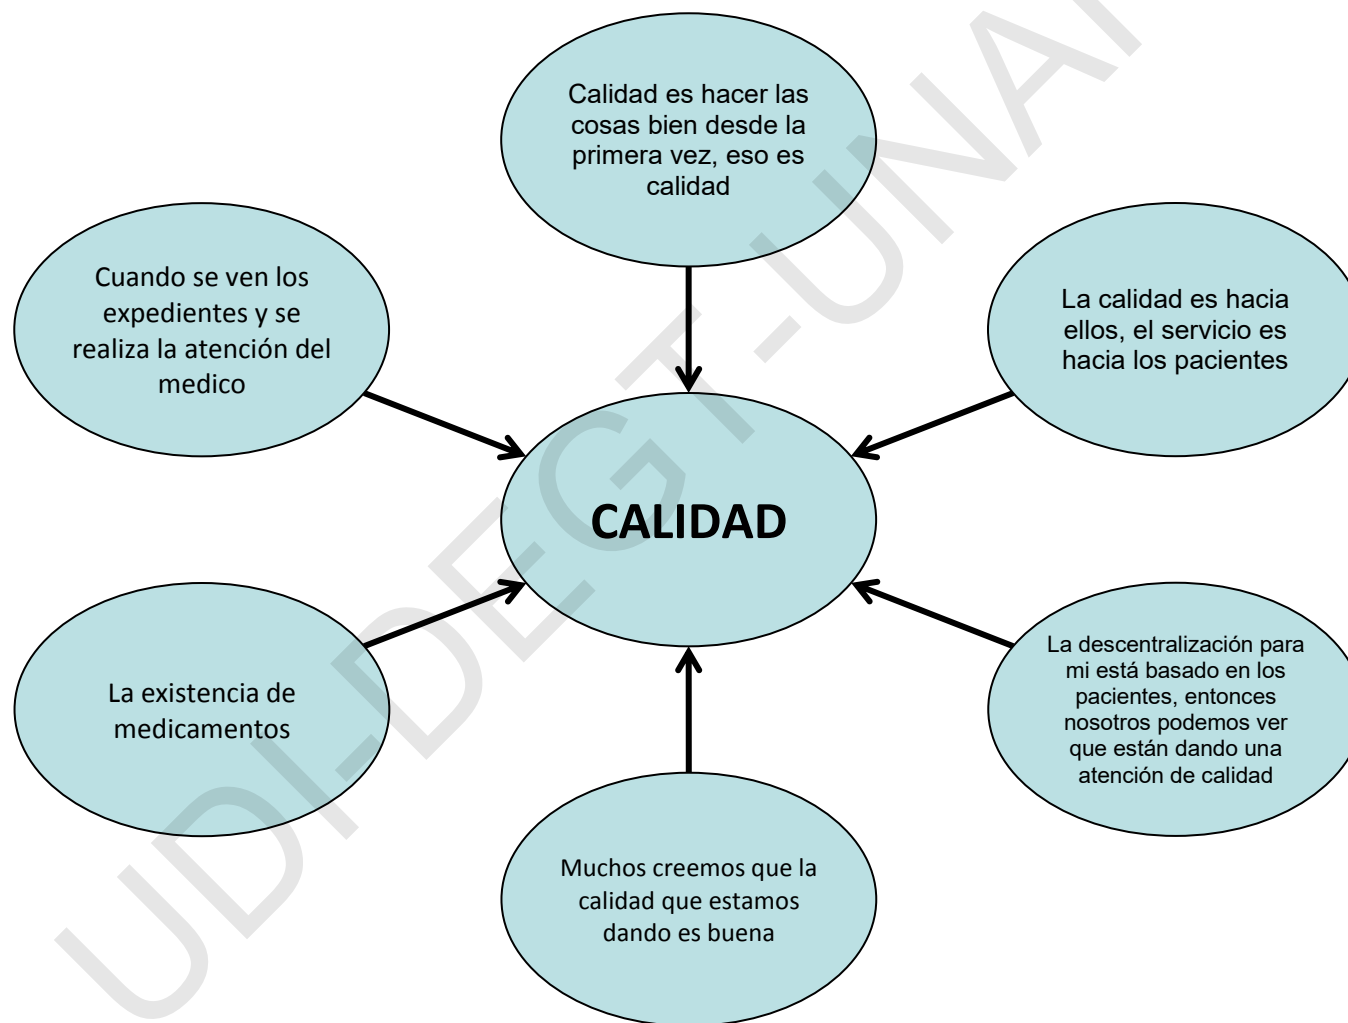 Calidad es hacer las
cosas bien desde la
primera vez, eso es
calidad
Cuando se ven los
expedientes y se
realiza la atención del
medico
La calidad es hacia
ellos, el servicio es
hacia los pacientes
CALIDAD
La existencia de
medicamentos
La descentralización para
mi está basado en los
pacientes, entonces
nosotros podemos ver
que están dando una
atención de calidad
Muchos creemos que la
calidad que estamos
dando es buena
UDI-DEGT-UNAH